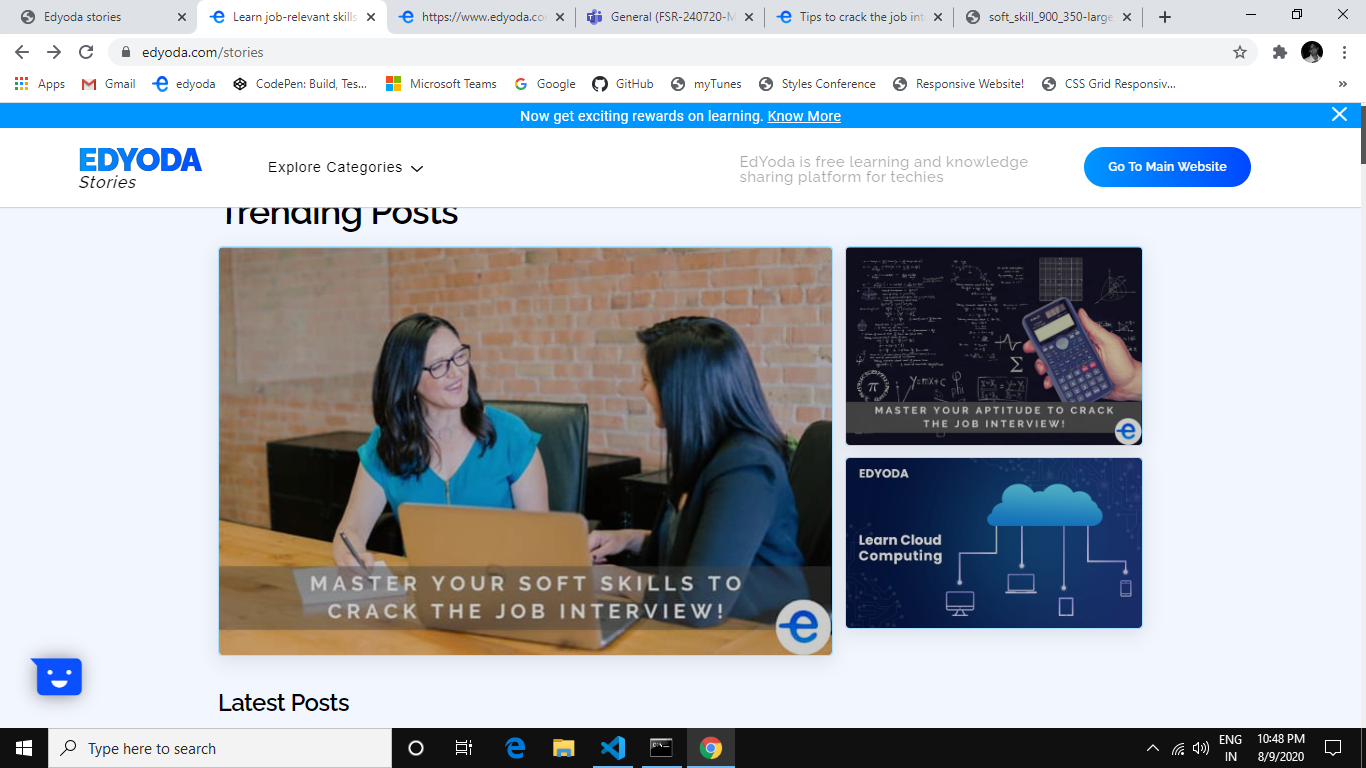 Edyoda stories
Learn job-relevant skills
https://www.edyoda.co
General (FSR-240720-M
Tips to crack the job int
soft_skill_900_350-large
edyoda.com/stories
Apps
Gmail
edyoda
CodePen: Build, Tes...
Microsoft Teams
Google
GitHub
myTunes
Styles Conference
Responsive Website!
CSS Grid Responsiv...
Now get exciting rewards on learning. Know More
EDYODA
Stories
Explore Categories
EdYoda is free learning and knowledge
sharing platform for techies
Go To Main Website
Trending Posts
MASTER YOUR SOFT SKILLS TO
CRACK THE JOB INTERVIEW!
y=mx+c
Σ
π
MASTER YOUR APTITUDE TO CRACK
THE JOB INTERVIEW!
EDYODA
Learn Cloud
Computing
Latest Posts
Type here to search
ENG
IN
10:48 PM
8/9/2020